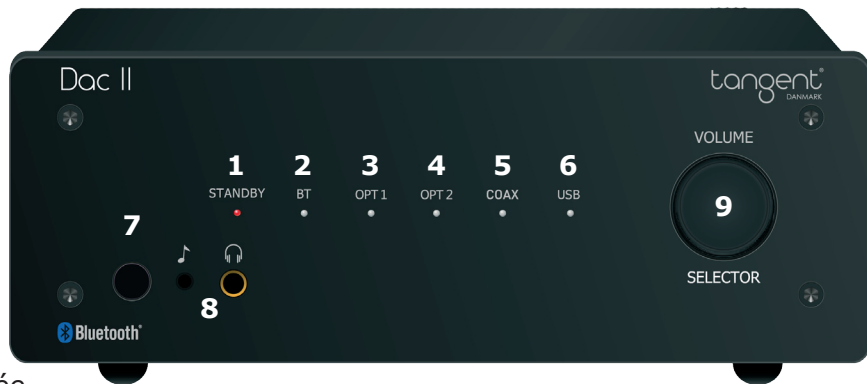 Dac II
tangent®
DANMARK
VOLUME
1 2 3 4 5 6
STANDBY BT OPT 1 OPT 2 COAX USB
7
9
SELECTOR
8
Bluetooth®